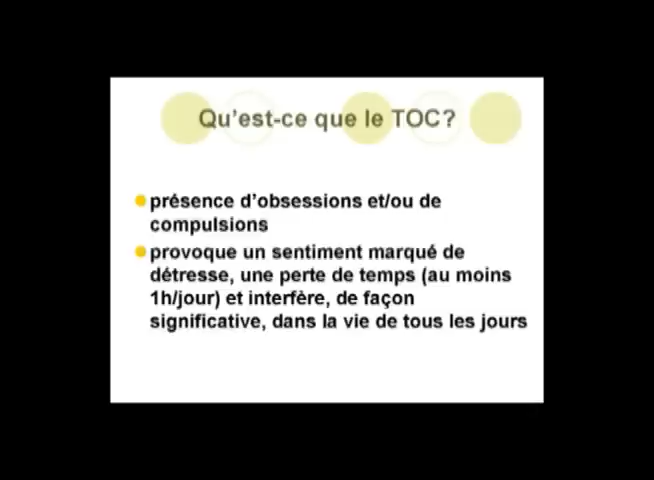 Qu'est-ce que le TOC?
présence d'obsessions et/ou de
compulsions
provoque un sentiment marqué de
détresse, une perte de temps (au moins
1h/jour) et interfère, de façon
significative, dans la vie de tous les jours